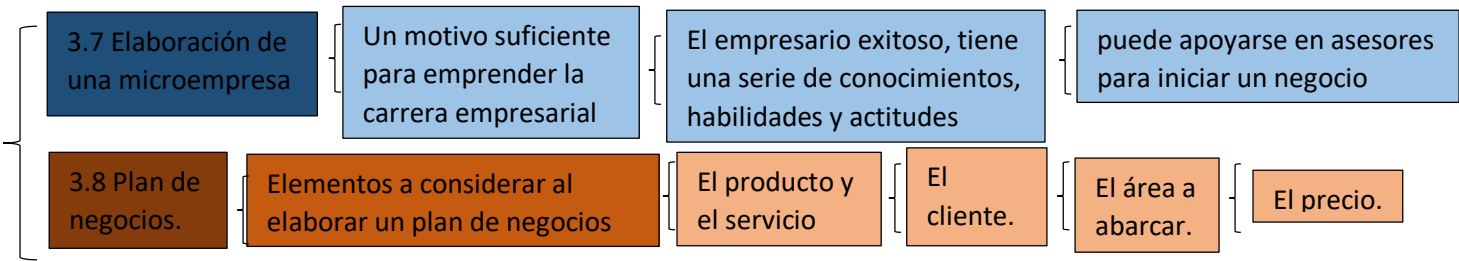 3.7 Elaboración de
una microempresa
Un motivo suficiente
para emprender la
carrera empresarial
El empresario exitoso, tiene
una serie de conocimientos,
habilidades y actitudes
puede apoyarse en asesores
para iniciar un negocio
3.8 Plan de
negocios.
Elementos a considerar al
elaborar un plan de negocios
El producto y
el servicio
El
cliente.
El área a
abarcar.
El precio.